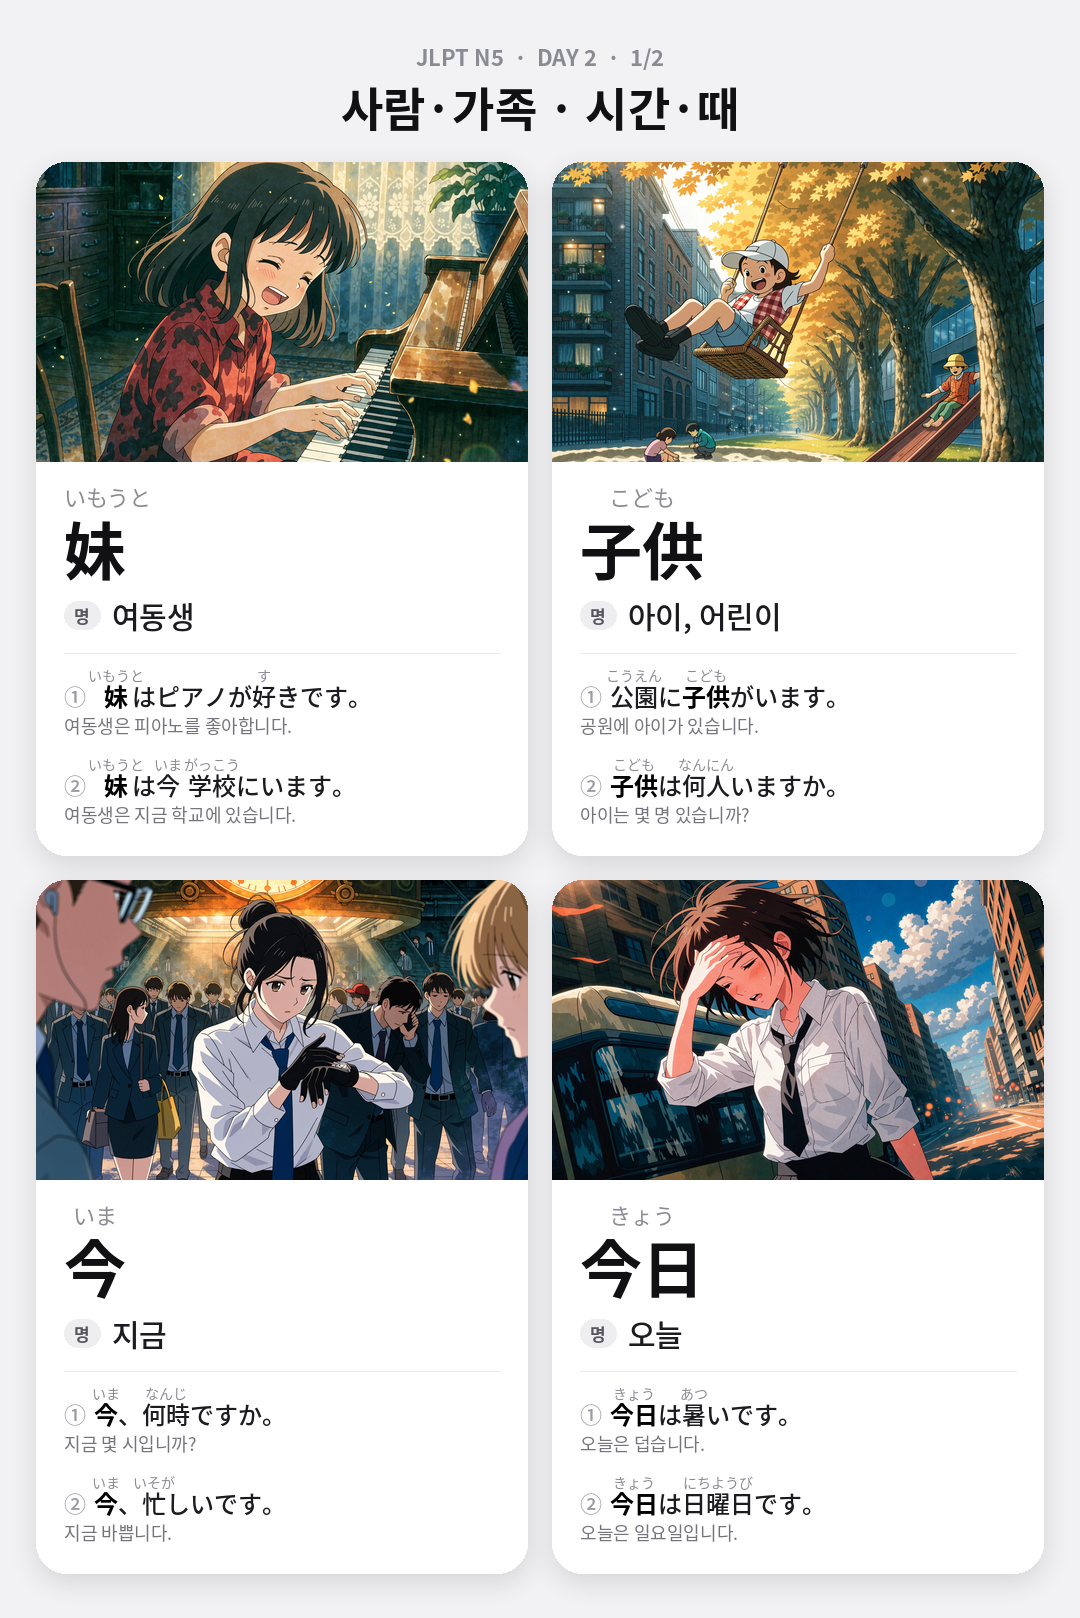 JLPT N5 · DAY 2 · 1/2
사람·가족 · 시간·때
いもうと
妹
명 여동생
いもうと す
① 妹はピアノが好きです。
여동생은 피아노를 좋아합니다.
いもうと いま がっこう
② 妹は今 学校にいます。
여동생은 지금 학교에 있습니다.
こども
子供
명 아이, 어린이
こうえん こども
① 公園に子供がいます。
공원에 아이가 있습니다.
こども なんにん
② 子供は何人いますか。
아이는 몇 명 있습니까?
いま
今
명 지금
いま なんじ
① 今、何時ですか。
지금 몇 시입니까?
いま いそが
② 今、忙しいです。
지금 바쁩니다.
きょう
今日
명 오늘
きょう あつ
① 今日は暑いです。
오늘은 덥습니다.
きょう にちようび
② 今日は日曜日です。
오늘은 일요일입니다.